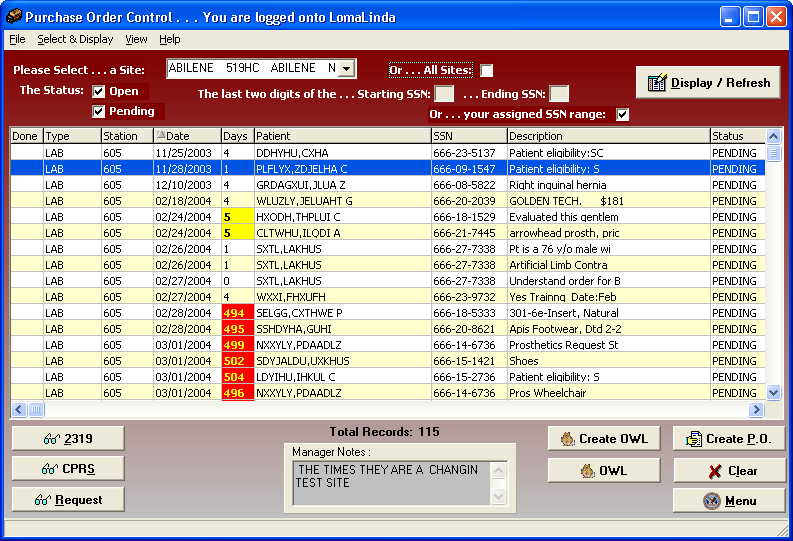 Purchase Order Control . . . You are logged onto LomaLinda
File Select & Display View Help
Please Select . . . a Site: ABILENE 519HC ABILENE N Or . . . All Sites:
Display / Refresh
The Status: Open The last two digits of the . . . Starting SSN: . . . Ending SSN:
Pending Or . . . your assigned SSN range:
Done Type Station Date Days Patient SSN Description Status
LAB 605 11/25/2003 4 DDHYHU,CXHA 666-23-5137 Patient eligibility:SC PENDING
LAB 605 11/28/2003 1 PLFLYX,ZDJELHA C 666-09-1547 Patient eligibility: S PENDING
LAB 605 12/10/2003 4 GRDAGXUI,JLUA Z 666-08-5822 Right inquinal hernia PENDING
LAB 605 02/18/2004 4 WLUZLY,JELUAHT G 666-20-2039 GOLDEN TECH. $181 PENDING
LAB 605 02/24/2004 5 HXODH,THPLUI C 666-18-1529 Evaluated this gentlem PENDING
LAB 605 02/24/2004 5 CLTWHU,ILQDI A 666-21-7445 arrowhead prosth, pric PENDING
LAB 605 02/26/2004 1 SXTL,LAKHUS 666-27-7338 Pt is a 76 y/o male wi PENDING
LAB 605 02/26/2004 1 SXTL,LAKHUS 666-27-7338 Artificial Limb Contra PENDING
LAB 605 02/27/2004 0 SXTL,LAKHUS 666-27-7338 Understand order for B PENDING
LAB 605 02/27/2004 4 WXXI,FHXUFH 666-23-9732 Yes Trainng Date:Feb PENDING
LAB 605 02/28/2004 494 SELGG,CXTHWE P 666-18-5333 301-6e-Insert, Natural PENDING
LAB 605 02/28/2004 495 SSHDYHA,GUHI 666-20-8621 Apis Footwear, Dtd 2-2 PENDING
LAB 605 03/01/2004 499 NXXYLY,PDAADLZ 666-14-6736 Prosthetics Request St PENDING
LAB 605 03/01/2004 502 SDYJALDU,UXKHUS 666-15-1421 Shoes PENDING
LAB 605 03/01/2004 504 LDYIHU,IHKUL C 666-15-2736 Patient eligibility: S PENDING
LAB 605 03/01/2004 496 NXXYLY,PDAADLZ 666-14-6736 Pros Wheelchair PENDING
2319 Total Records: 115 Create OWL Create P.O.
Manager Notes :
CPRS THE TIMES THEY ARE A CHANGIN OWL Clear
TEST SITE
Request Menu